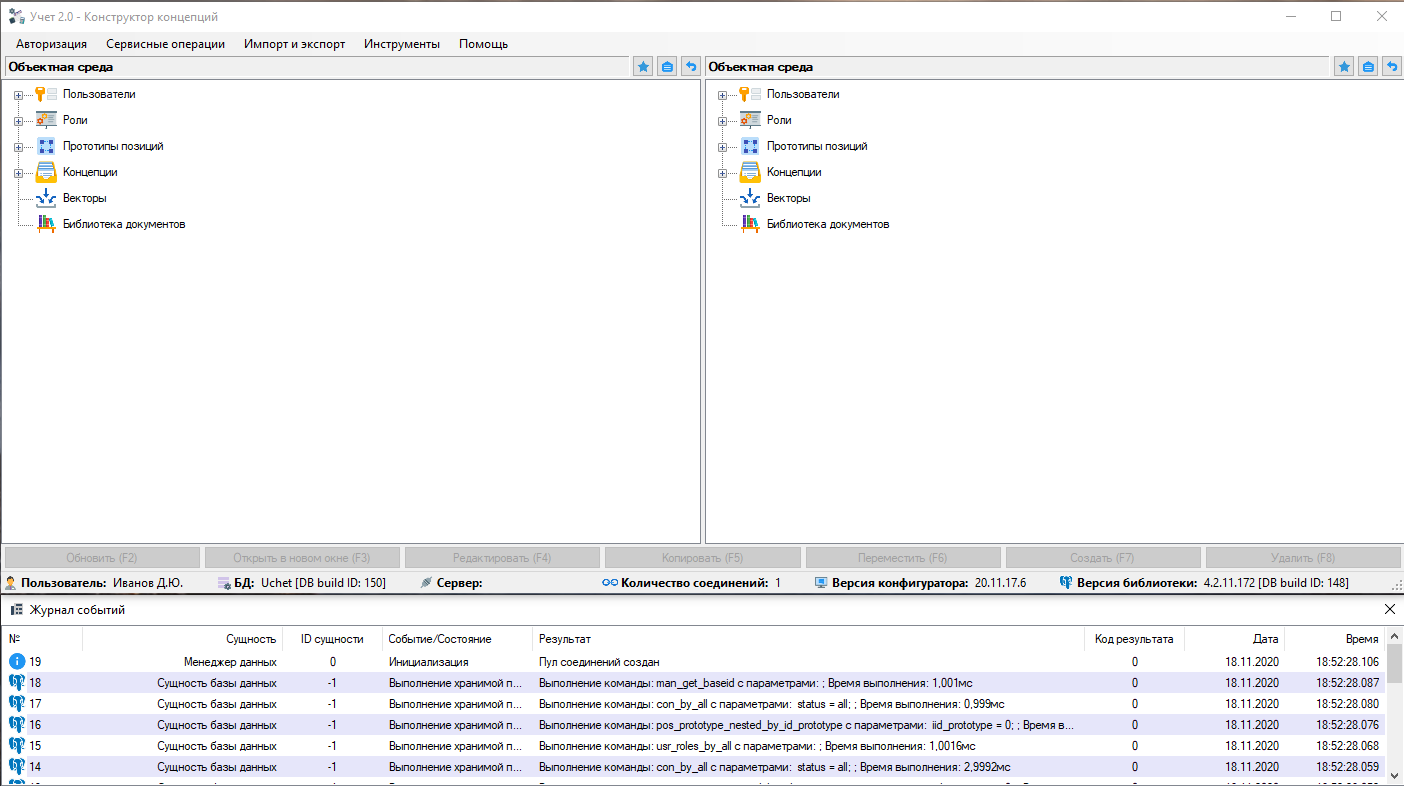 Учет 2.0 - Конструктор концепций
Авторизация Сервисные операции Импорт и экспорт Инструменты Помощь
Объектная среда Объектная среда
Пользователи Пользователи
Роли Роли
Прототипы позиций Прототипы позиций
Концепции Концепции
Векторы Векторы
Библиотека документов Библиотека документов
Обновить (F2) Открыть в новом окне (F3) Редактировать (F4) Копировать (F5) Переместить (F6) Создать (F7) Удалить (F8)
Пользователь: Иванов Д.Ю. БД: Uchet [DB build ID: 150] Сервер: Количество соединений: 1 Версия конфигуратора: 20.11.17.6 Версия библиотеки: 4.2.11.172 [DB build ID: 148]
Журнал событий
№ Сущность ID сущности Событие/Состояние Результат Код результата Дата Время
19 Менеджер данных 0 Инициализация Пул соединений создан 0 18.11.2020 18:52:28.106
18 Сущность базы данных -1 Выполнение хранимой п... Выполнение команды: man_get_baseid с параметрами: ; Время выполнения: 1,001мс 0 18.11.2020 18:52:28.087
17 Сущность базы данных -1 Выполнение хранимой п... Выполнение команды: con_by_all с параметрами: status = all; ; Время выполнения: 0,999мс 0 18.11.2020 18:52:28.080
16 Сущность базы данных -1 Выполнение хранимой п... Выполнение команды: pos_prototype_nested_by_id_prototype с параметрами: iid_prototype = 0; ; Время в... 0 18.11.2020 18:52:28.076
15 Сущность базы данных -1 Выполнение хранимой п... Выполнение команды: usr_roles_by_all с параметрами: ; Время выполнения: 1,0016мс 0 18.11.2020 18:52:28.068
14 Сущность базы данных -1 Выполнение хранимой п... Выполнение команды: con_by_all с параметрами: status = all; ; Время выполнения: 2,9992мс 0 18.11.2020 18:52:28.059